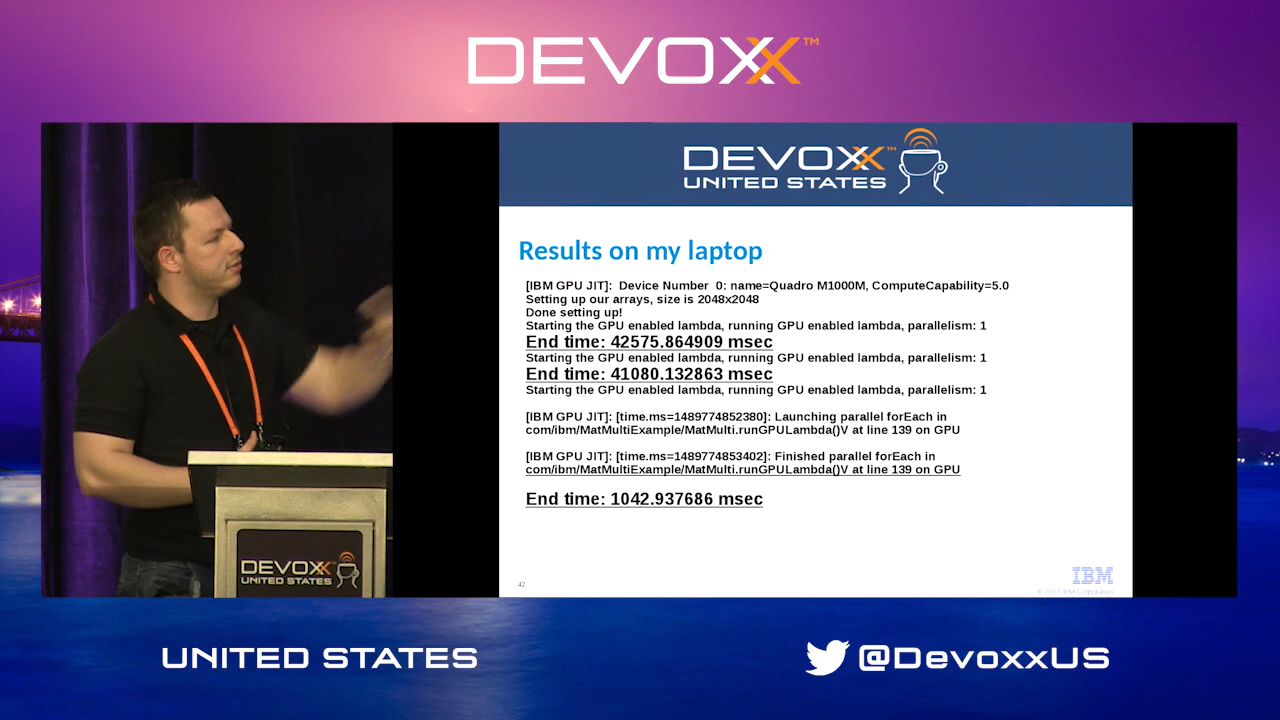 DEVOXX™
DEVOXX™
UNITED STATES
Results on my laptop
[IBM GPU JIT]: Device Number 0: name=Quadro M1000M, ComputeCapability=5.0
Setting up our arrays, size is 2048x2048
Done setting up!
Starting the GPU enabled lambda, running GPU enabled lambda, parallelism: 1
End time: 42575.864909 msec
Starting the GPU enabled lambda, running GPU enabled lambda, parallelism: 1
End time: 41080.132863 msec
Starting the GPU enabled lambda, running GPU enabled lambda, parallelism: 1
[IBM GPU JIT]: [time.ms=1489774852380]: Launching parallel forEach in
com/ibm/MatMultiExample/MatMulti.runGPULambda()V at line 139 on GPU
[IBM GPU JIT]: [time.ms=1489774853402]: Finished parallel forEach in
com/ibm/MatMultiExample/MatMulti.runGPULambda()V at line 139 on GPU
End time: 1042.937686 msec
42
IBM
© 2017 IBM Corporation
DEVOXX
UNITED STATES
UNITED STATES
@DevoxxUS